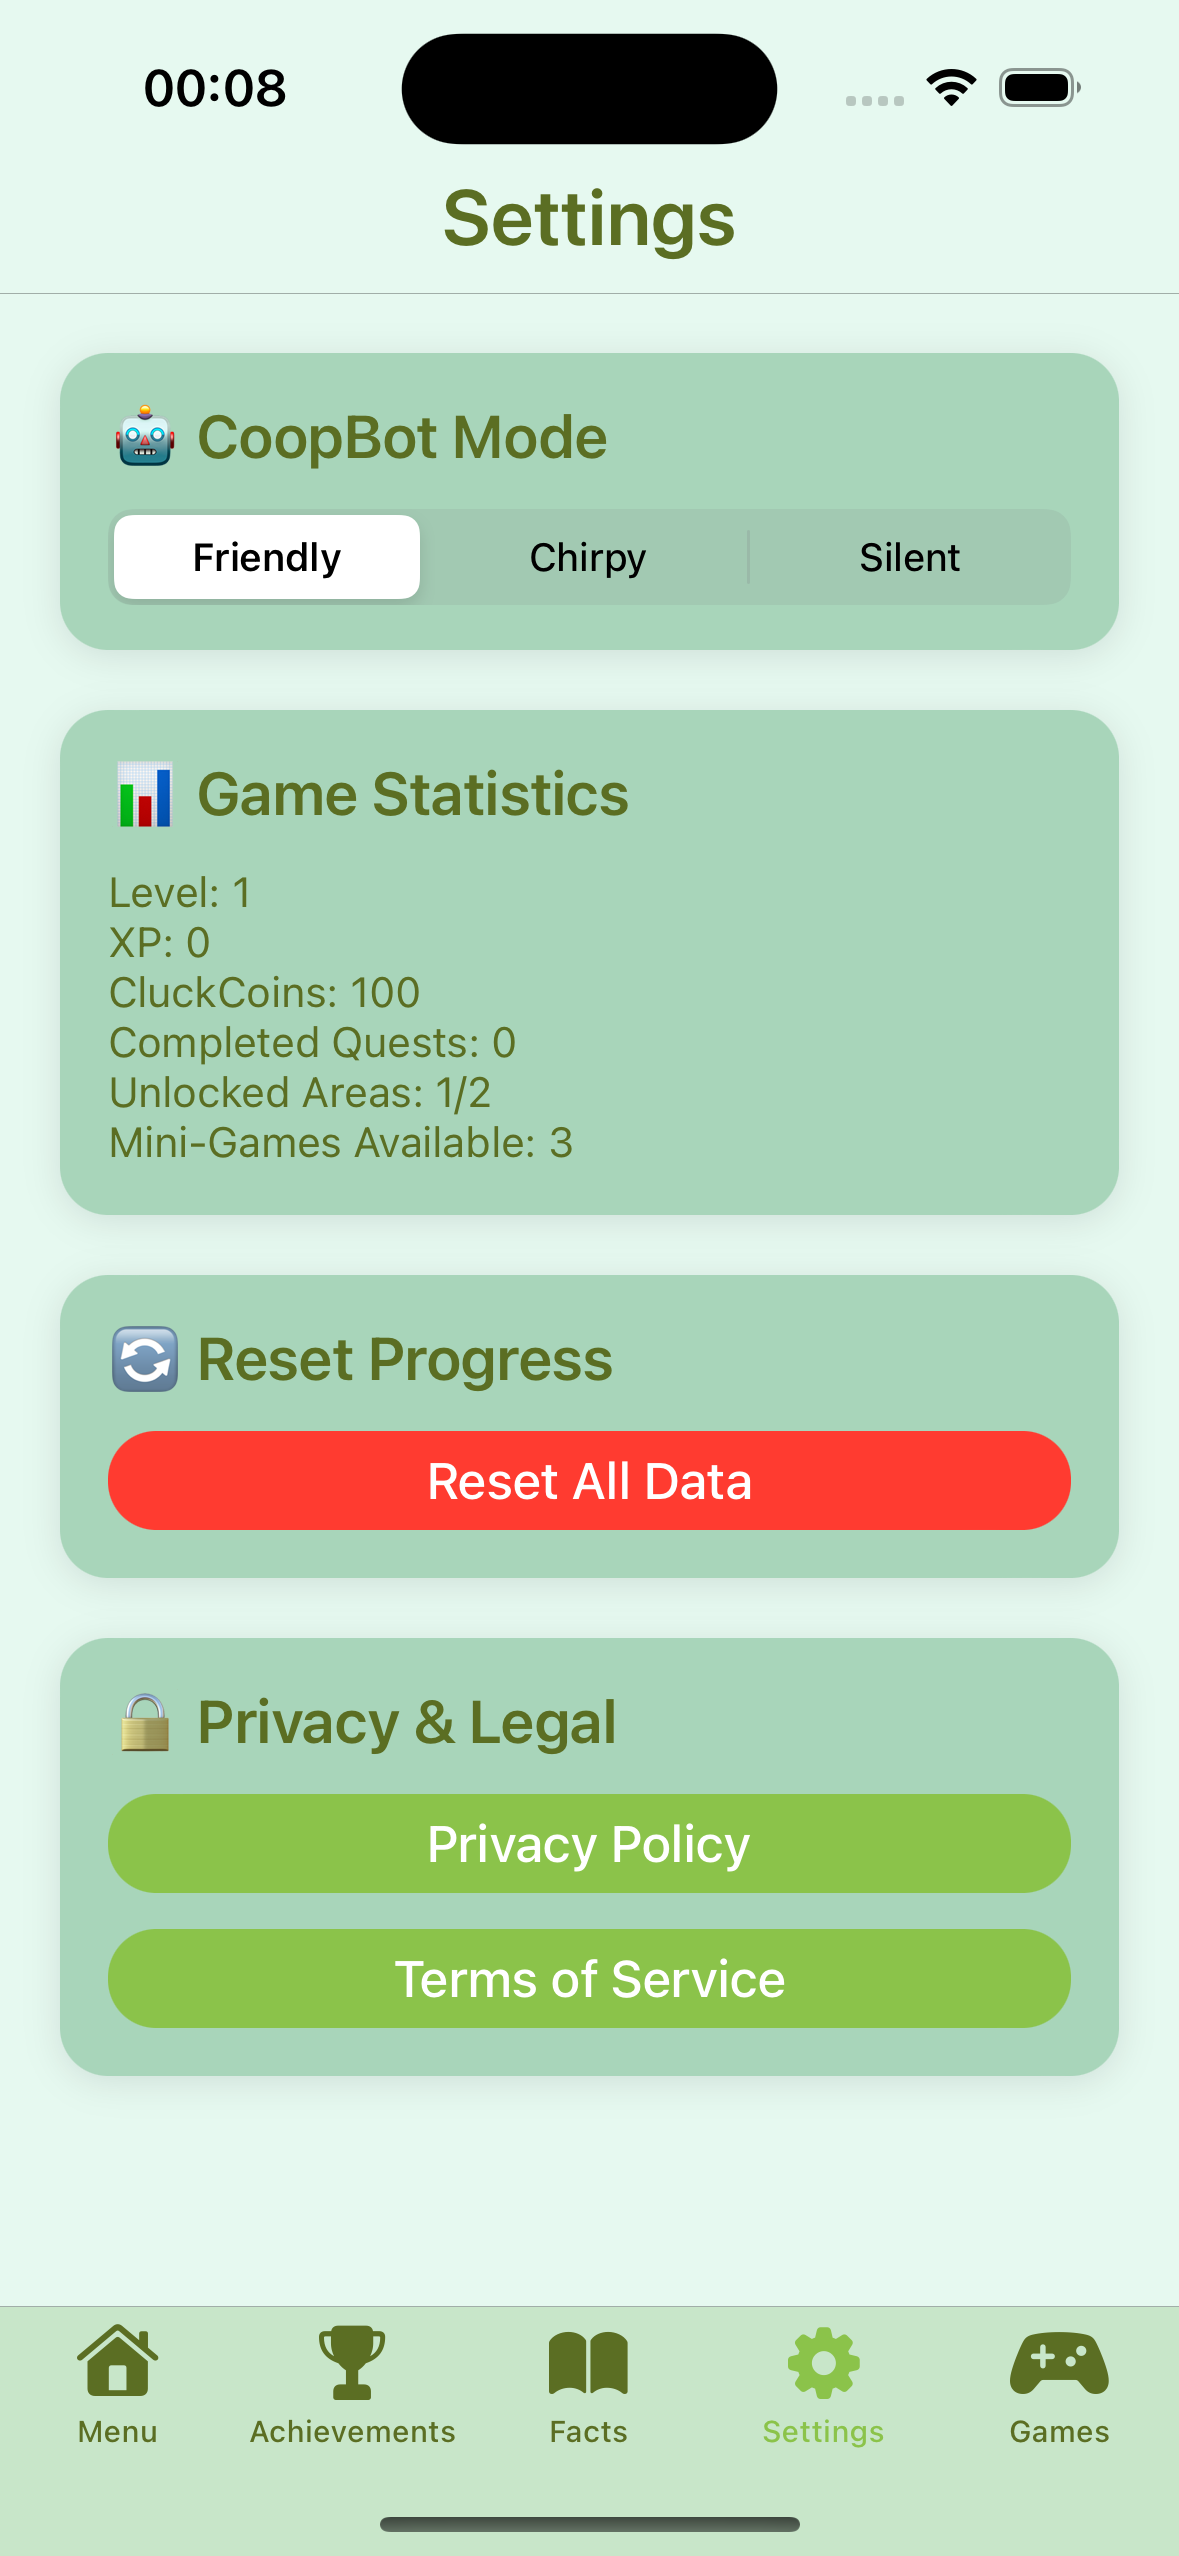 00:08
Settings
CoopBot Mode
Friendly Chirpy Silent
Game Statistics
Level: 1
XP: 0
CluckCoins: 100
Completed Quests: 0
Unlocked Areas: 1/2
Mini-Games Available: 3
Reset Progress
Reset All Data
Privacy & Legal
Privacy Policy
Terms of Service
Menu Achievements Facts Settings Games